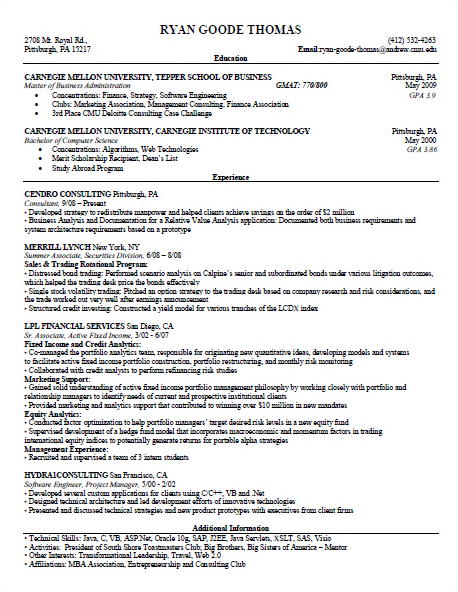 RYAN GOODE THOMAS
2708 Mt. Royal Rd., (412) 532-4263
Pittsburgh, PA 15217 Email:ryan-goode-thomas@andrew.cmu.edu
Education
CARNEGIE MELLON UNIVERSITY, TEPPER SCHOOL OF BUSINESS Pittsburgh, PA
Master of Business Administration GMAT: 770/800 May 2009
• Concentrations: Finance, Strategy, Software Engineering GPA 3.9
• Clubs: Marketing Association, Management Consulting, Finance Association
• 3rd Place CMU Deloitte Consulting Case Challenge
CARNEGIE MELLON UNIVERSITY, CARNEGIE INSTITUTE OF TECHNOLOGY Pittsburgh, PA
Bachelor of Computer Science May 2000
• Concentrations: Algorithms, Web Technologies GPA 3.86
• Merit Scholarship Recipient, Dean's List
• Study Abroad Program
Experience
CENDRO CONSULTING Pittsburgh, PA
Consultant, 9/08 – Present
• Developed strategy to redistribute manpower and helped clients achieve savings on the order of $2 million
• Business Analysis and Documentation for a Relative Value Analysis application: Documented both business requirements and
system architecture requirements based on a prototype
MERRILL LYNCH New York, NY
Summer Associate, Securities Division, 6/08 – 8/08
Sales & Trading Rotational Program:
• Distressed bond trading: Performed scenario analysis on Calpine's senior and subordinated bonds under various litigation outcomes,
which helped the trading desk price the bonds effectively
• Single stock volatility trading: Pitched an option strategy to the trading desk based on company research and risk considerations, and
the trade worked out very well after earnings announcement
• Structured credit investing: Constructed a yield model for various tranches of the LCDX index
LPL FINANCIAL SERVICES San Diego, CA
Sr. Associate, Active Fixed Income, 3/02 - 6/07
Fixed Income and Credit Analytics:
• Co-managed the portfolio analytics team, responsible for originating new quantitative ideas, developing models and systems
to facilitate active fixed income portfolio construction, portfolio restructuring, and monthly risk monitoring
• Collaborated with credit analysts to perform refinancing risk studies
Marketing Support:
• Gained solid understanding of active fixed income portfolio management philosophy by working closely with portfolio and
relationship managers to identify needs of current and prospective institutional clients
• Provided marketing and analytics support that contributed to winning over $10 million in new mandates
Equity Analytics:
• Conducted factor optimization to help portfolio managers' target desired risk levels in a new equity fund
• Supervised development of a hedge fund model that incorporates macroeconomic and momentum factors in trading
international equity indices to potentially generate returns for portable alpha strategies
Management Experience:
• Recruited and supervised a team of 3 intern students
HYDRA1CONSULTING San Francisco, CA
Software Engineer, Project Manager, 5/00 - 2/02
• Developed several custom applications for clients using C/C++, VB and .Net
• Designed technical architecture and led development efforts of innovative technologies
• Presented and discussed technical strategies and new product prototypes with executives from client firms
Additional Information
• Technical Skills: Java, C, VB, ASP.Net, Oracle 10g, SAP, J2EE, Java Servlets, XSLT, SAS, Visio
• Activities: President of South Shore Toastmasters Club; Big Brothers, Big Sisters of America – Mentor
• Other Interests: Transformational Leadership, Travel, Web 2.0
• Affiliations: MBA Association, Entrepreneurship and Consulting Club